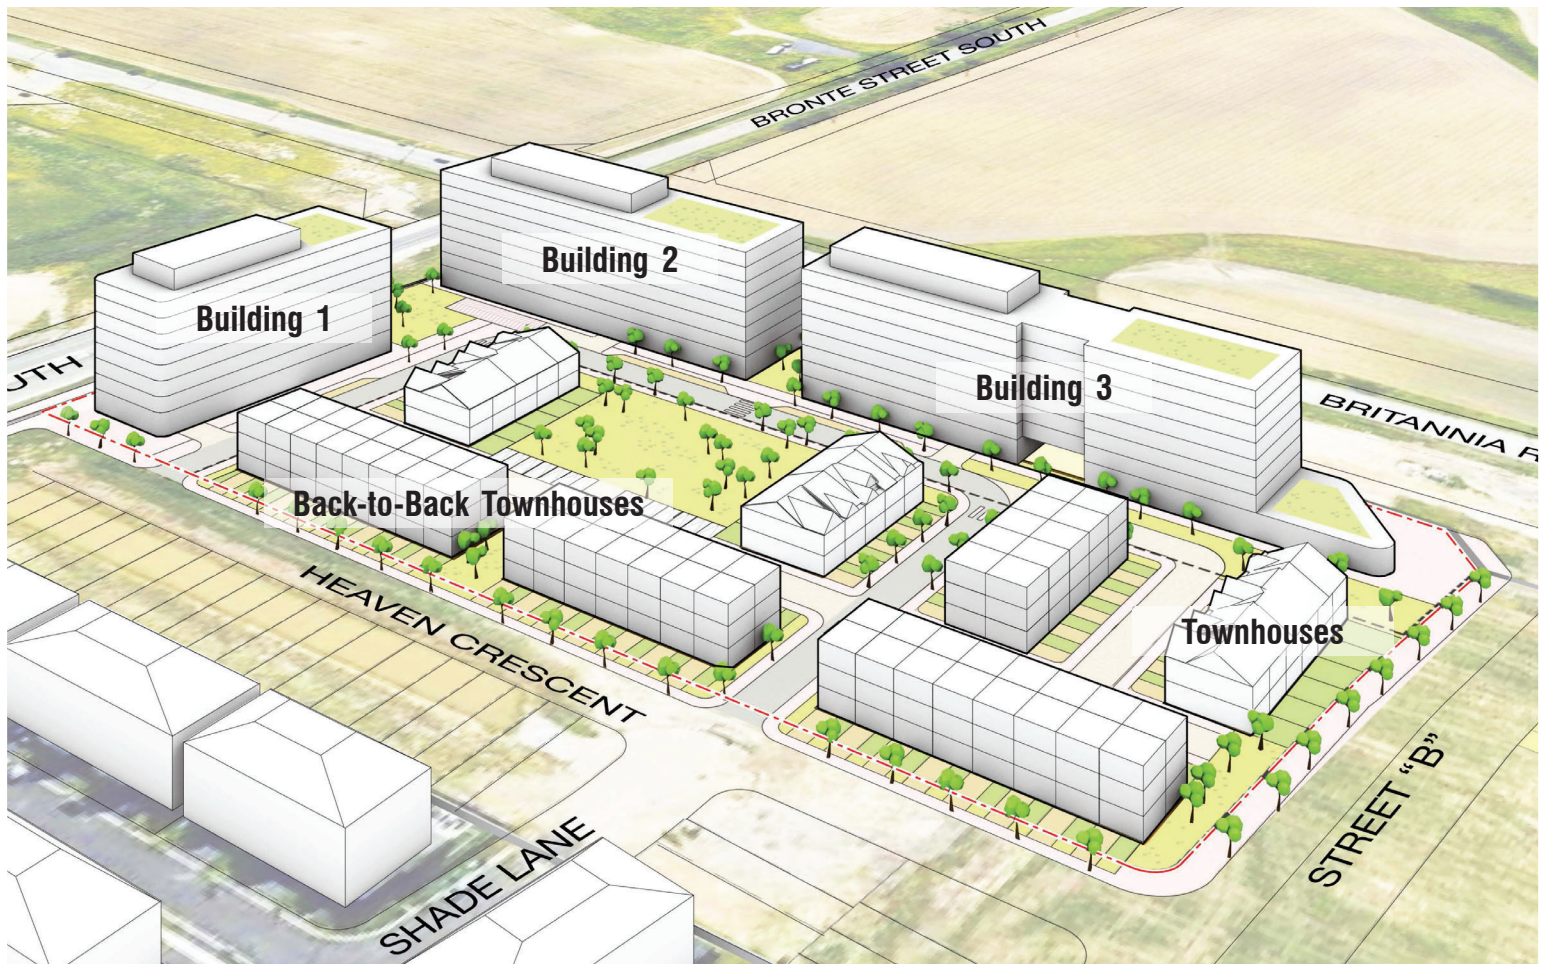 BRONTE STREET SOUTH
Building 2
Building 1
UTH
Building 3
BRITANNIA R
Back-to-Back Townhouses
HEAVEN CRESCENT
Townhouses
STREET "B"
SHADE LANE